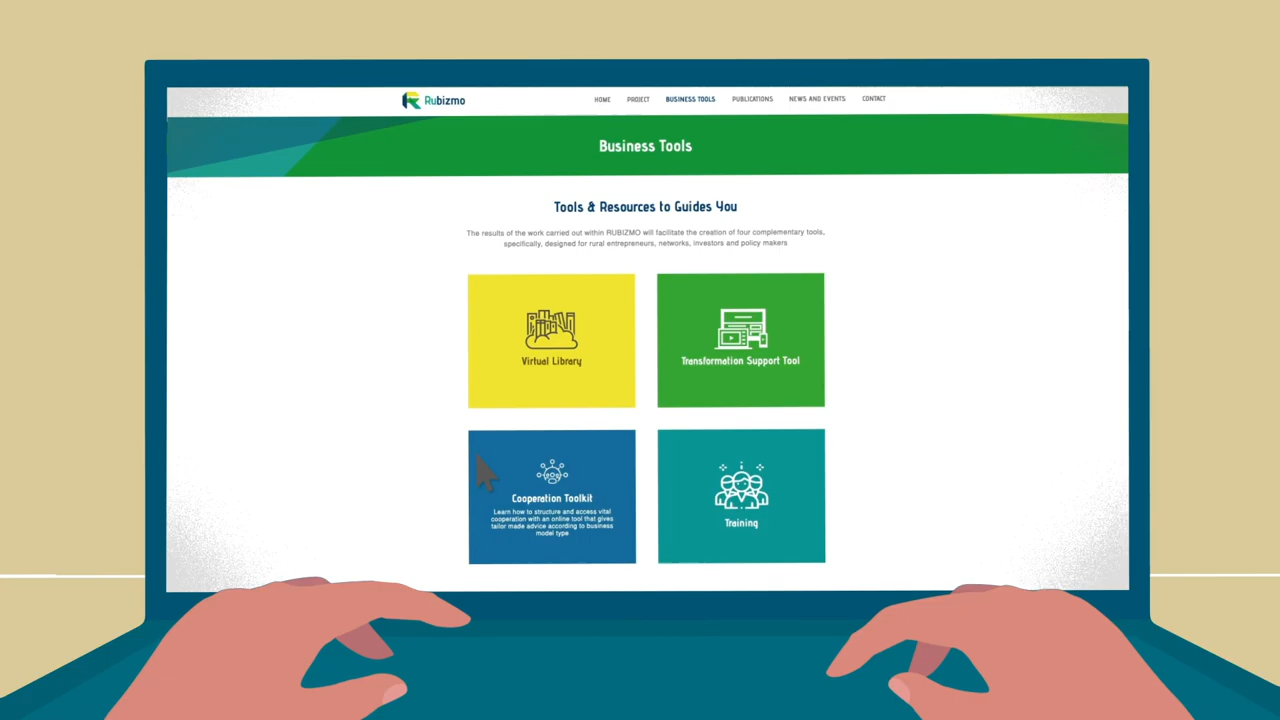 Rubizmo
HOME PROJECT BUSINESS TOOLS PUBLICATIONS NEWS AND EVENTS CONTACT
Business Tools
Tools & Resources to Guides You
The results of the work carried out within RUBIZMO will facilitate the creation of four complementary tools,
specifically, designed for rural entrepreneurs, networks, investors and policy makers
Virtual Library
Transformation Support Tool
Cooperation Toolkit
Learn how to structure and access vital
cooperation with an online tool that gives
tailor made advice according to business
model type
Training